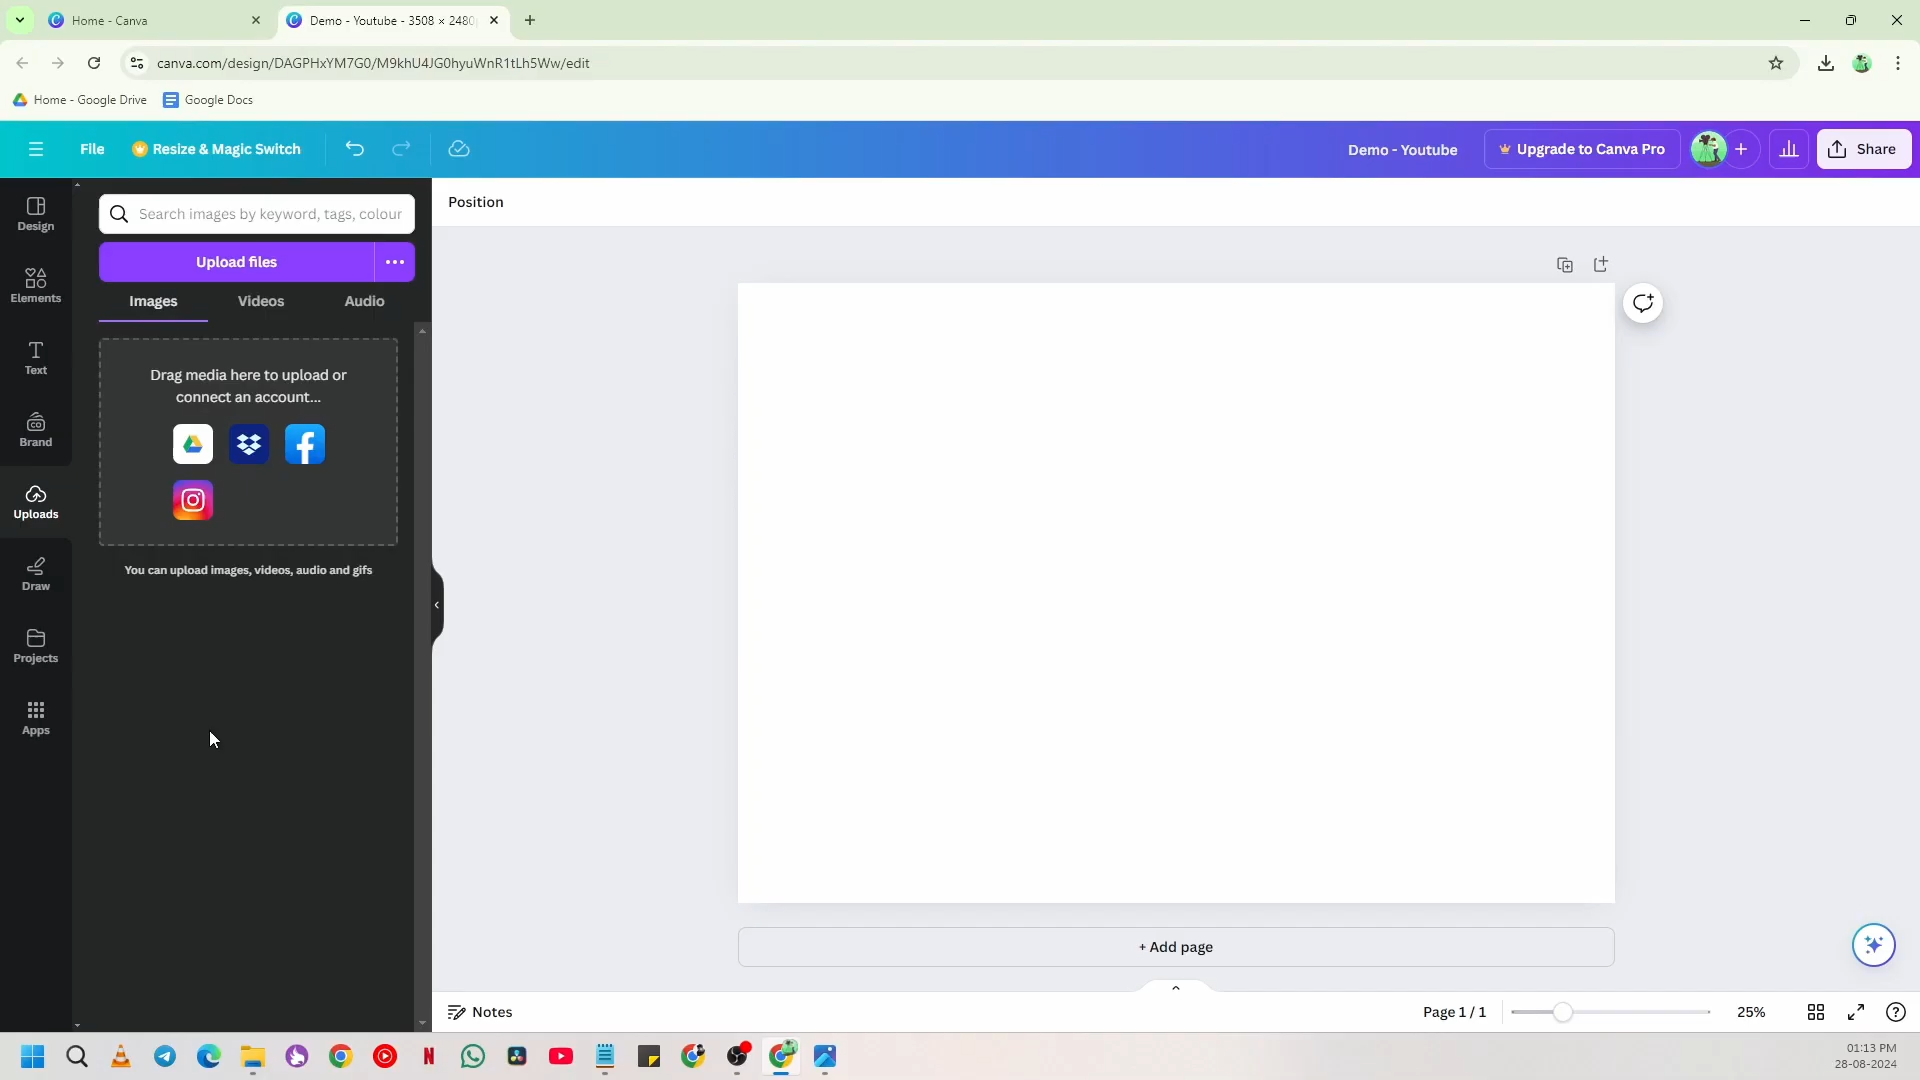 Home - Canva
Demo - Youtube - 3508 × 2480
canva.com/design/DAGPHxYM7G0/M9khU4JG0hyuWnR1tLh5Ww/edit
Home - Google Drive
Google Docs
File
Resize & Magic Switch
Demo - Youtube
Upgrade to Canva Pro
Share
Design
Elements
Text
Brand
Uploads
Draw
Projects
Apps
Search images by keyword, tags, colour
Upload files
Images
Videos
Audio
Drag media here to upload or
connect an account...
You can upload images, videos, audio and gifs
Position
+ Add page
Notes
Page 1 / 1
25%
01:13 PM
28-08-2024